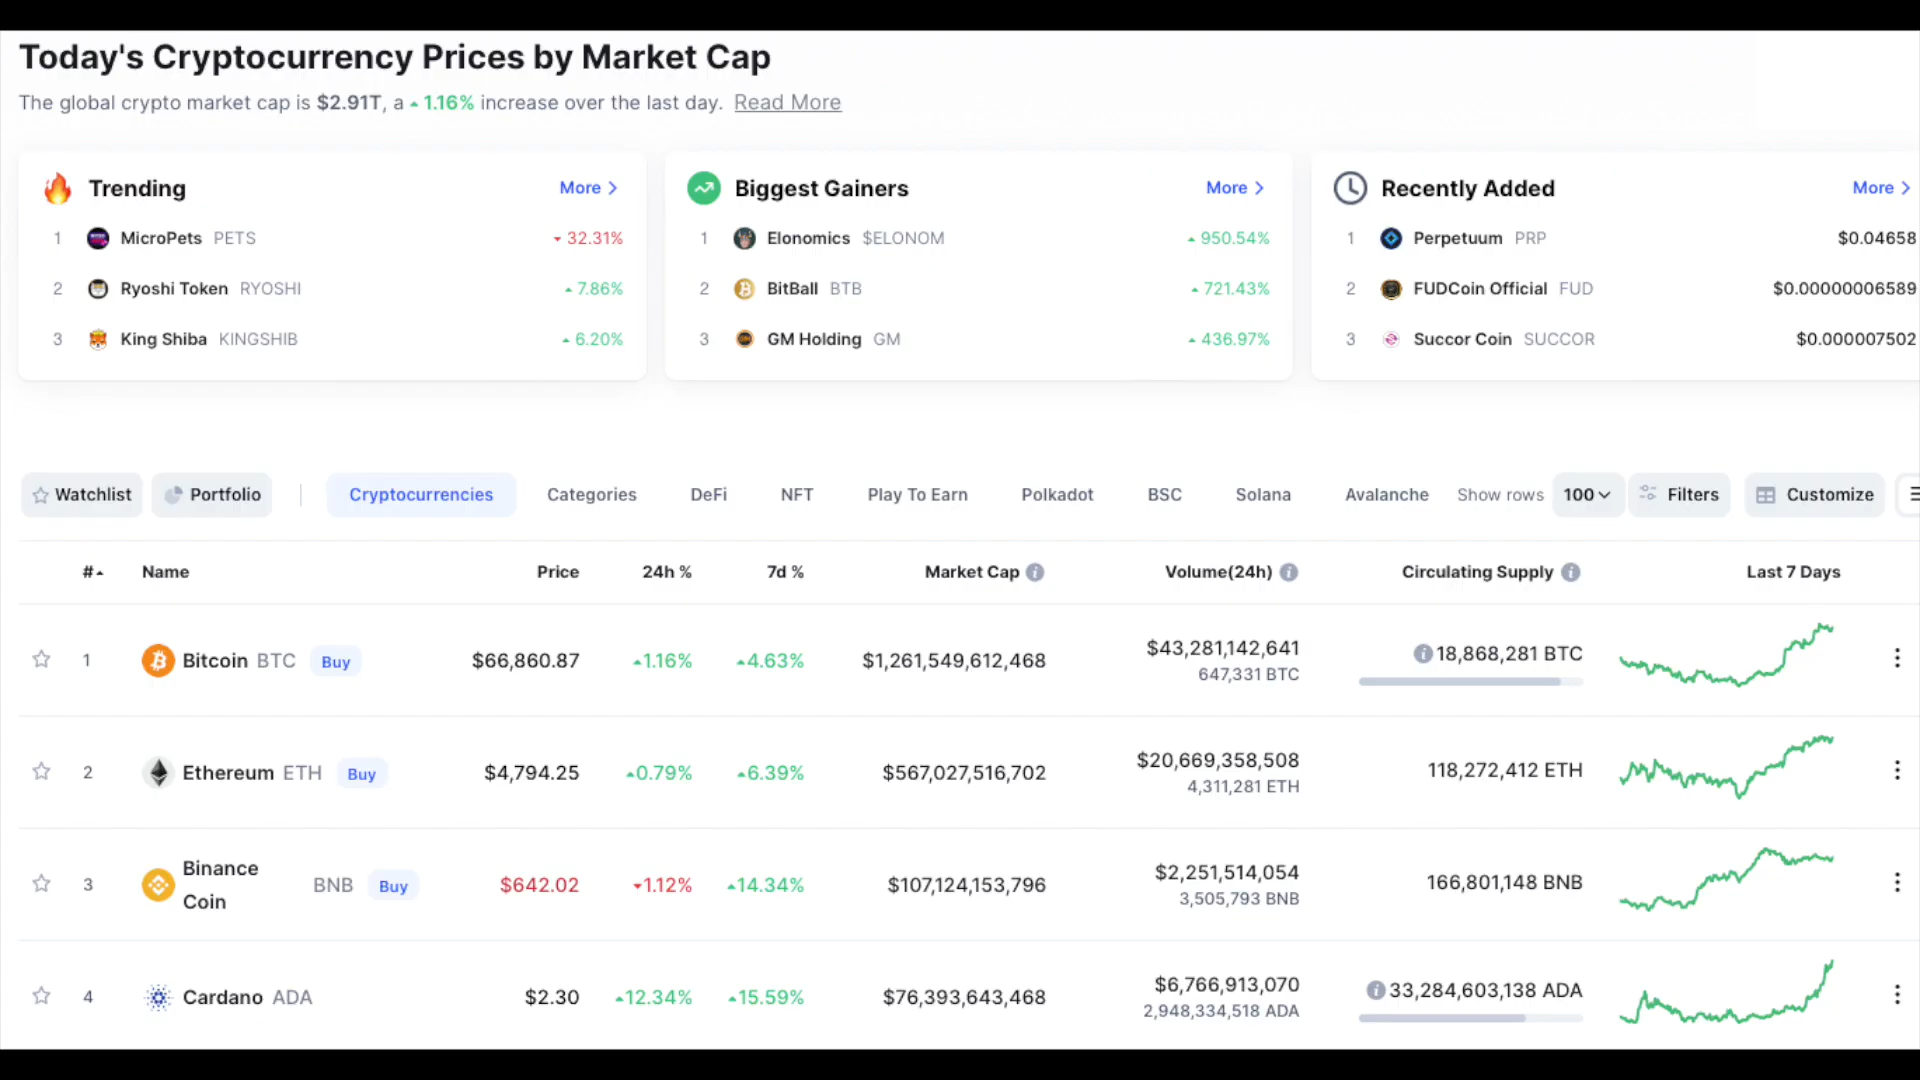 Today's Cryptocurrency Prices by Market Cap
The global crypto market cap is $2.91T, a 1.16% increase over the last day. Read More
Trending More
1 MicroPets PETS 32.31%
2 Ryoshi Token RYOSHI 7.86%
3 King Shiba KINGSHIB 6.20%
Biggest Gainers More
1 Elonomics $ELONOM 950.54%
2 BitBall BTB 721.43%
3 GM Holding GM 436.97%
Recently Added More
1 Perpetuum PRP $0.04658
2 FUDCoin Official FUD $0.00000006589
3 Succor Coin SUCCOR $0.000007502
Watchlist Portfolio Cryptocurrencies Categories DeFi NFT Play To Earn Polkadot BSC Solana Avalanche Show rows 100 Filters Customize
# Name Price 24h % 7d % Market Cap Volume(24h) Circulating Supply Last 7 Days
1 Bitcoin BTC Buy $66,860.87 1.16% 4.63% $1,261,549,612,468 $43,281,142,641 18,868,281 BTC
647,331 BTC
2 Ethereum ETH Buy $4,794.25 0.79% 6.39% $567,027,516,702 $20,669,358,508 118,272,412 ETH
4,311,281 ETH
3 Binance Coin BNB Buy $642.02 1.12% 14.34% $107,124,153,796 $2,251,514,054 166,801,148 BNB
3,505,793 BNB
4 Cardano ADA $2.30 12.34% 15.59% $76,393,643,468 $6,766,913,070 33,284,603,138 ADA
2,948,334,518 ADA